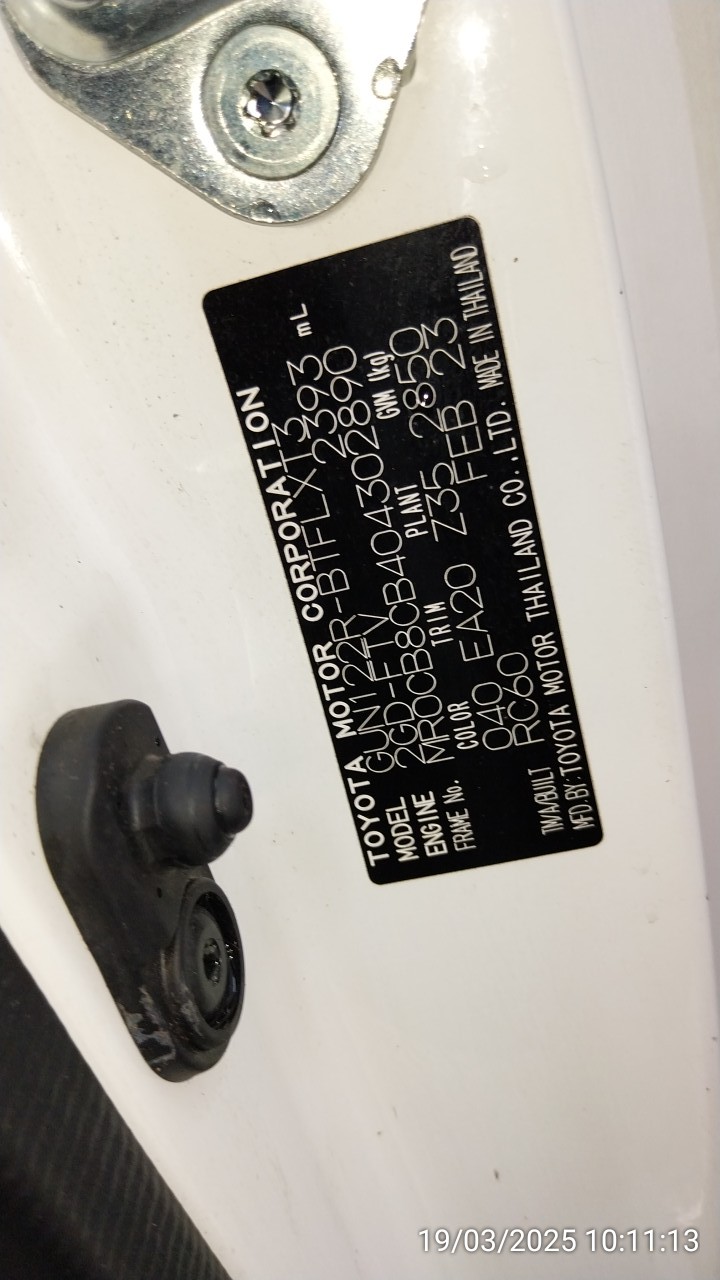 TOYOTA MOTOR CORPORATION
MODEL GUN122R-BTFLXT3
ENGINE 2GD-FTV 2393 mL
FRAME No. MR0CB8CB404302890
COLOR TRIM PLANT GVM (kg)
040 EA20 Z35 2850
RC60 FEB 23
TMA/BUILT
MFD.BY:TOYOTA MOTOR THAILAND CO.,LTD. MADE IN THAILAND
19/03/2025 10:11:13